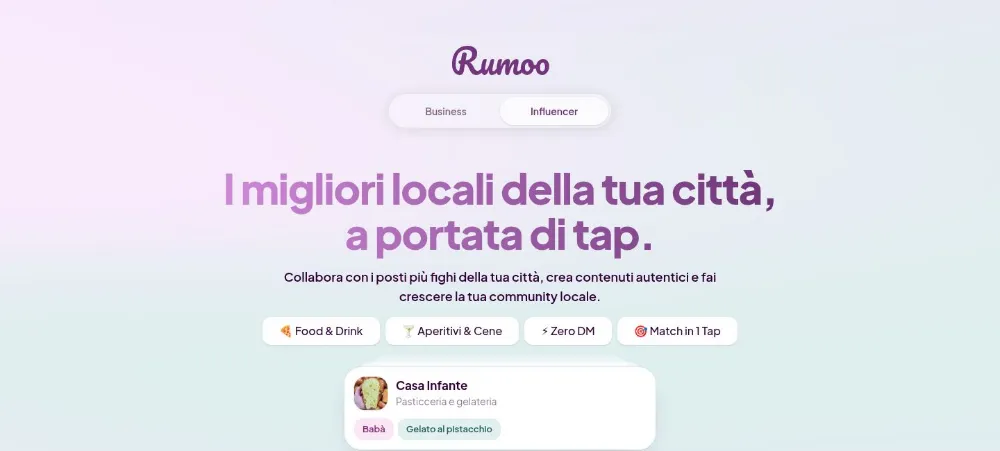 Rumoo
Business
Influencer
I migliori locali della tua città,
a portata di tap.
Collabora con i posti più fighi della tua città, crea contenuti autentici e fai
crescere la tua community locale.
🍕 Food & Drink
🍸 Aperitivi & Cene
⚡ Zero DM
🎯 Match in 1 Tap
Casa Infante
Pasticceria e gelateria
Babà
Gelato al pistacchio